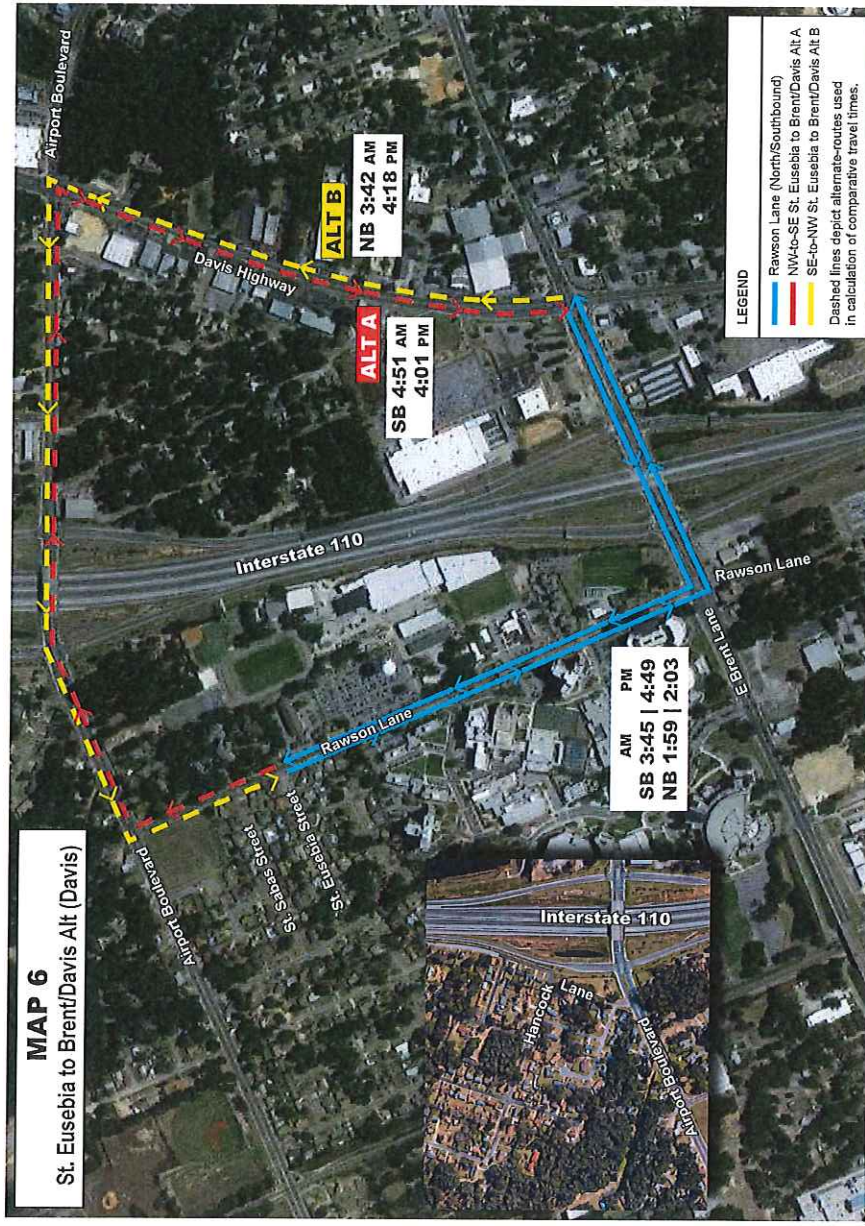 MAP 6
St. Eusebia to Brent/Davis Alt (Davis)
Airport Boulevard
Airport Boulevard
ALT B
NB 3:42 AM
4:18 PM
Davis Highway
ALT A
SB 4:51 AM
4:01 PM
Interstate 110
Rawson Lane
St. Sabas Street
St. Eusebia Street
AM PM
SB 3:45 | 4:49
NB 1:59 | 2:03
Rawson Lane
E Brent Lane
Interstate 110
Hancock
Lane
Airport Boulevard
LEGEND
Rawson Lane (North/Southbound)
NW-to-SE St. Eusebia to Brent/Davis Alt A
SE-to-NW St. Eusebia to Brent/Davis Alt B
Dashed lines depict alternate-routes used
in calculation of comparative travel times.